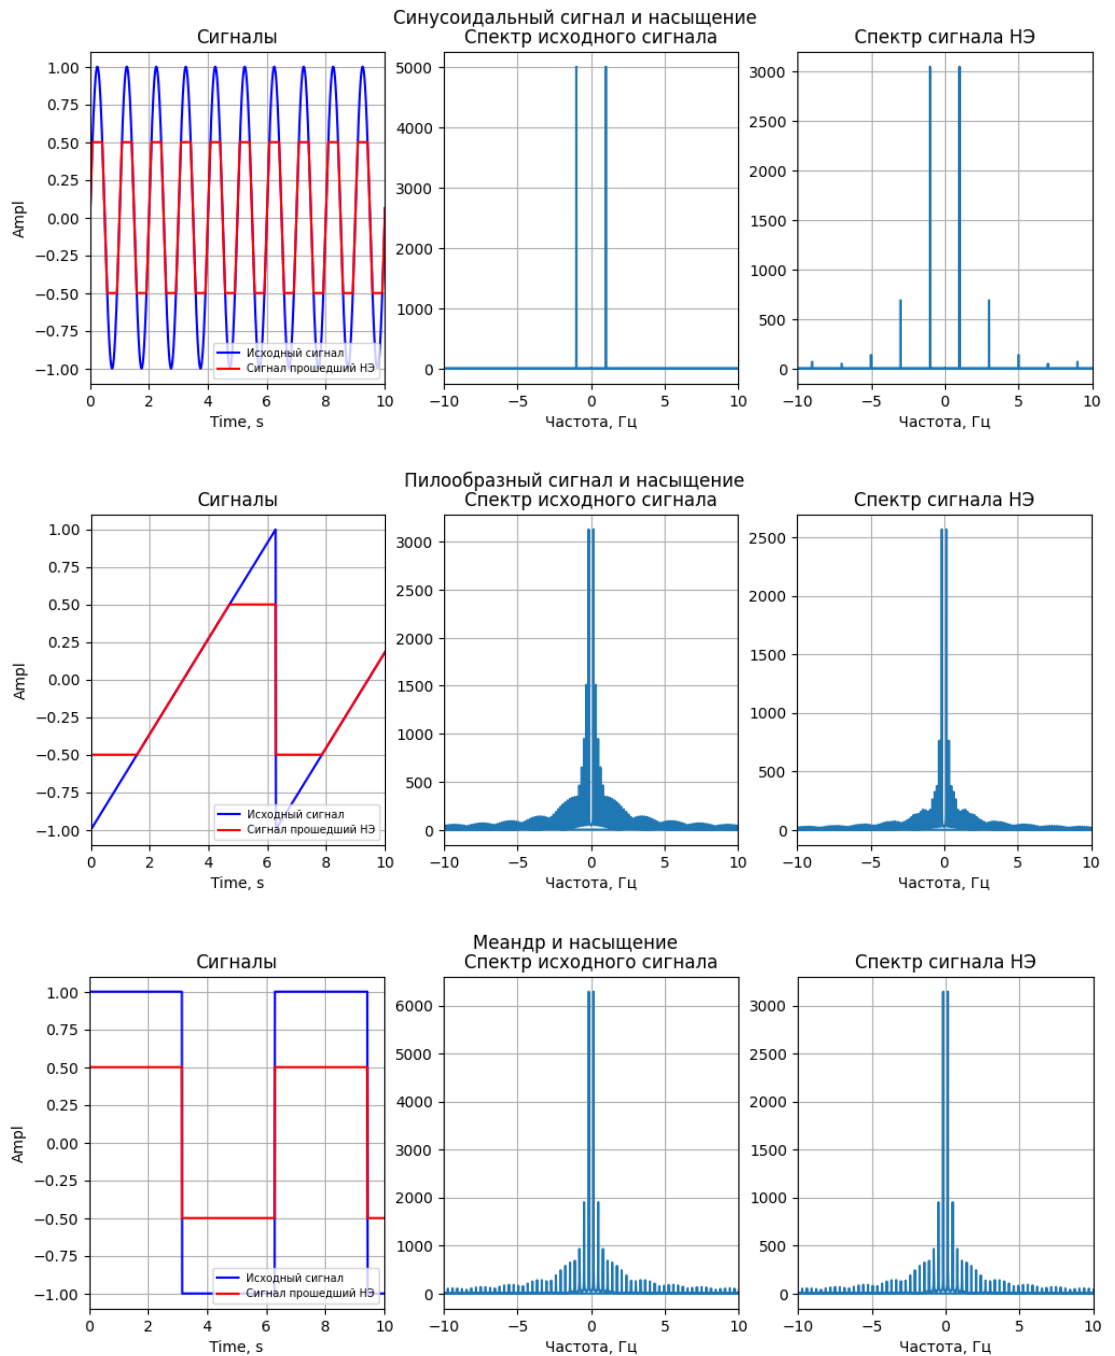 Синусоидальный сигнал и насыщение
Сигналы
Спектр исходного сигнала
Спектр сигнала НЭ
Ampl
1.00
0.75
0.50
0.25
0.00
−0.25
−0.50
−0.75
−1.00
Исходный сигнал
Сигнал прошедший НЭ
0 2 4 6 8 10
Time, s
5000
4000
3000
2000
1000
0
−10 −5 0 5 10
Частота, Гц
3000
2500
2000
1500
1000
500
0
−10 −5 0 5 10
Частота, Гц
Пилообразный сигнал и насыщение
Сигналы
Спектр исходного сигнала
Спектр сигнала НЭ
Ampl
1.00
0.75
0.50
0.25
0.00
−0.25
−0.50
−0.75
−1.00
Исходный сигнал
Сигнал прошедший НЭ
0 2 4 6 8 10
Time, s
3000
2500
2000
1500
1000
500
0
−10 −5 0 5 10
Частота, Гц
2500
2000
1500
1000
500
0
−10 −5 0 5 10
Частота, Гц
Меандр и насыщение
Сигналы
Спектр исходного сигнала
Спектр сигнала НЭ
Ampl
1.00
0.75
0.50
0.25
0.00
−0.25
−0.50
−0.75
−1.00
Исходный сигнал
Сигнал прошедший НЭ
0 2 4 6 8 10
Time, s
6000
5000
4000
3000
2000
1000
0
−10 −5 0 5 10
Частота, Гц
3000
2500
2000
1500
1000
500
0
−10 −5 0 5 10
Частота, Гц